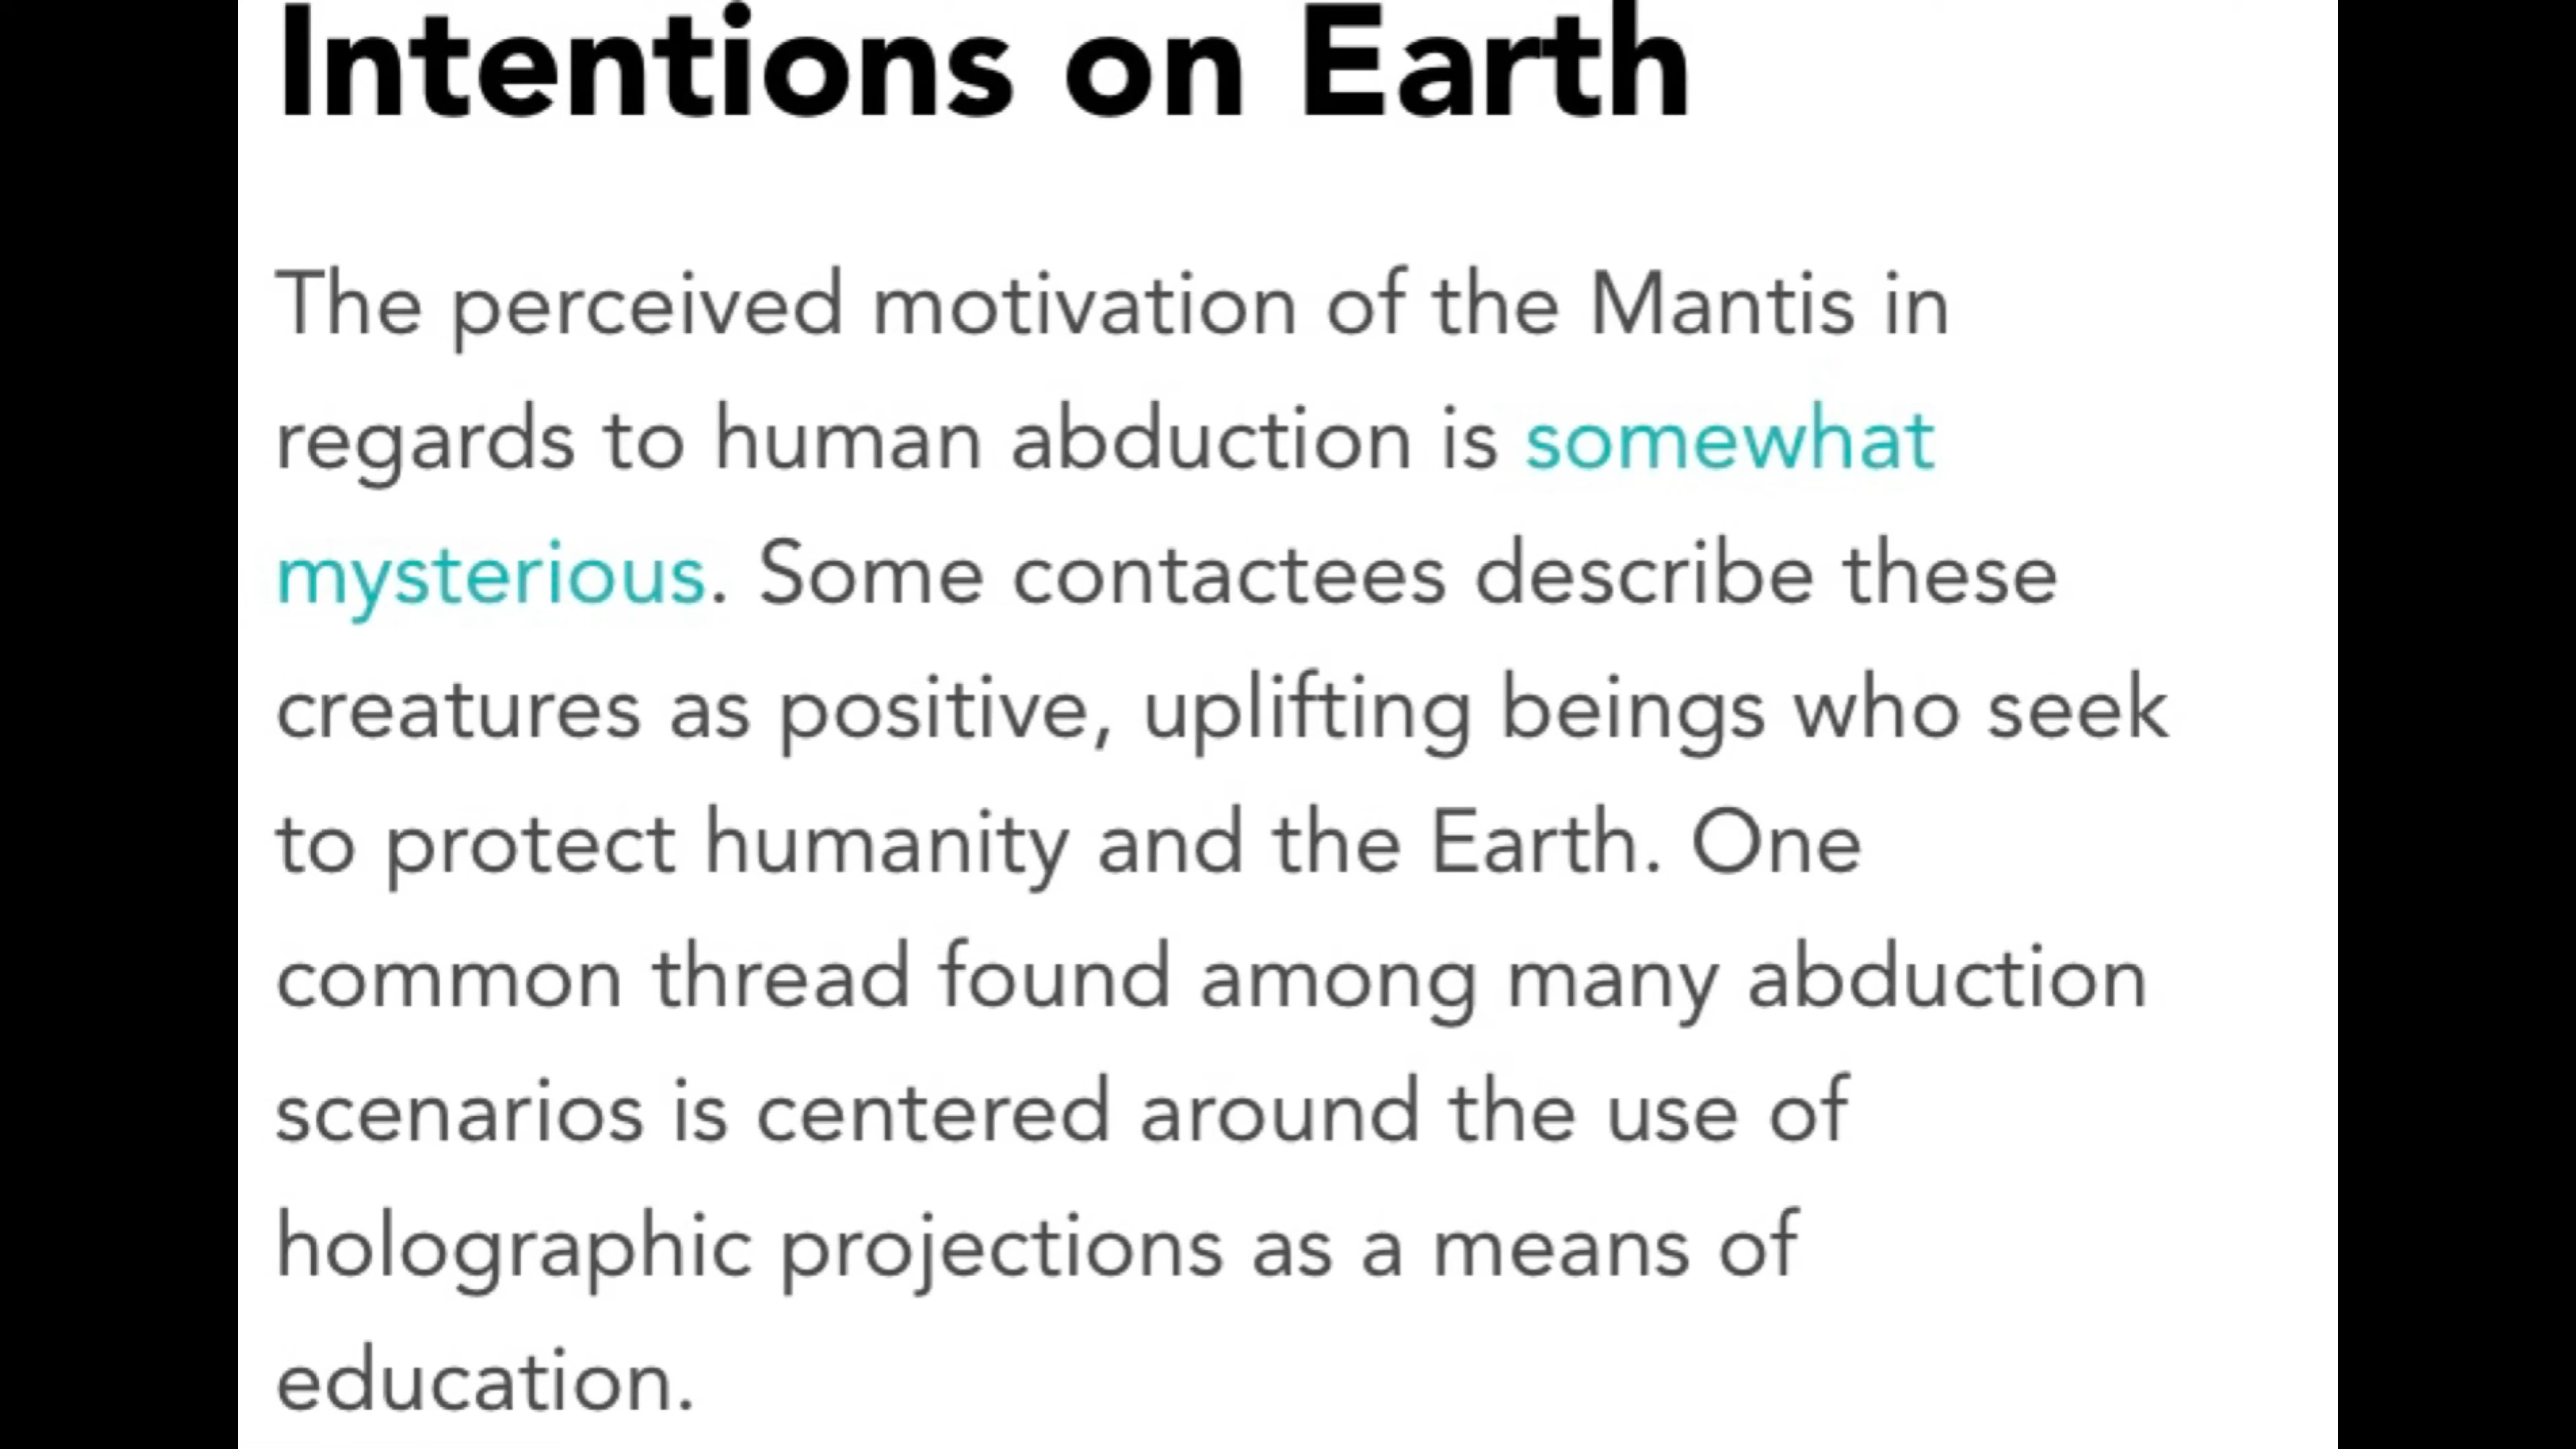 Intentions on Earth
The perceived motivation of the Mantis in
regards to human abduction is somewhat
mysterious. Some contactees describe these
creatures as positive, uplifting beings who seek
to protect humanity and the Earth. One
common thread found among many abduction
scenarios is centered around the use of
holographic projections as a means of
education.